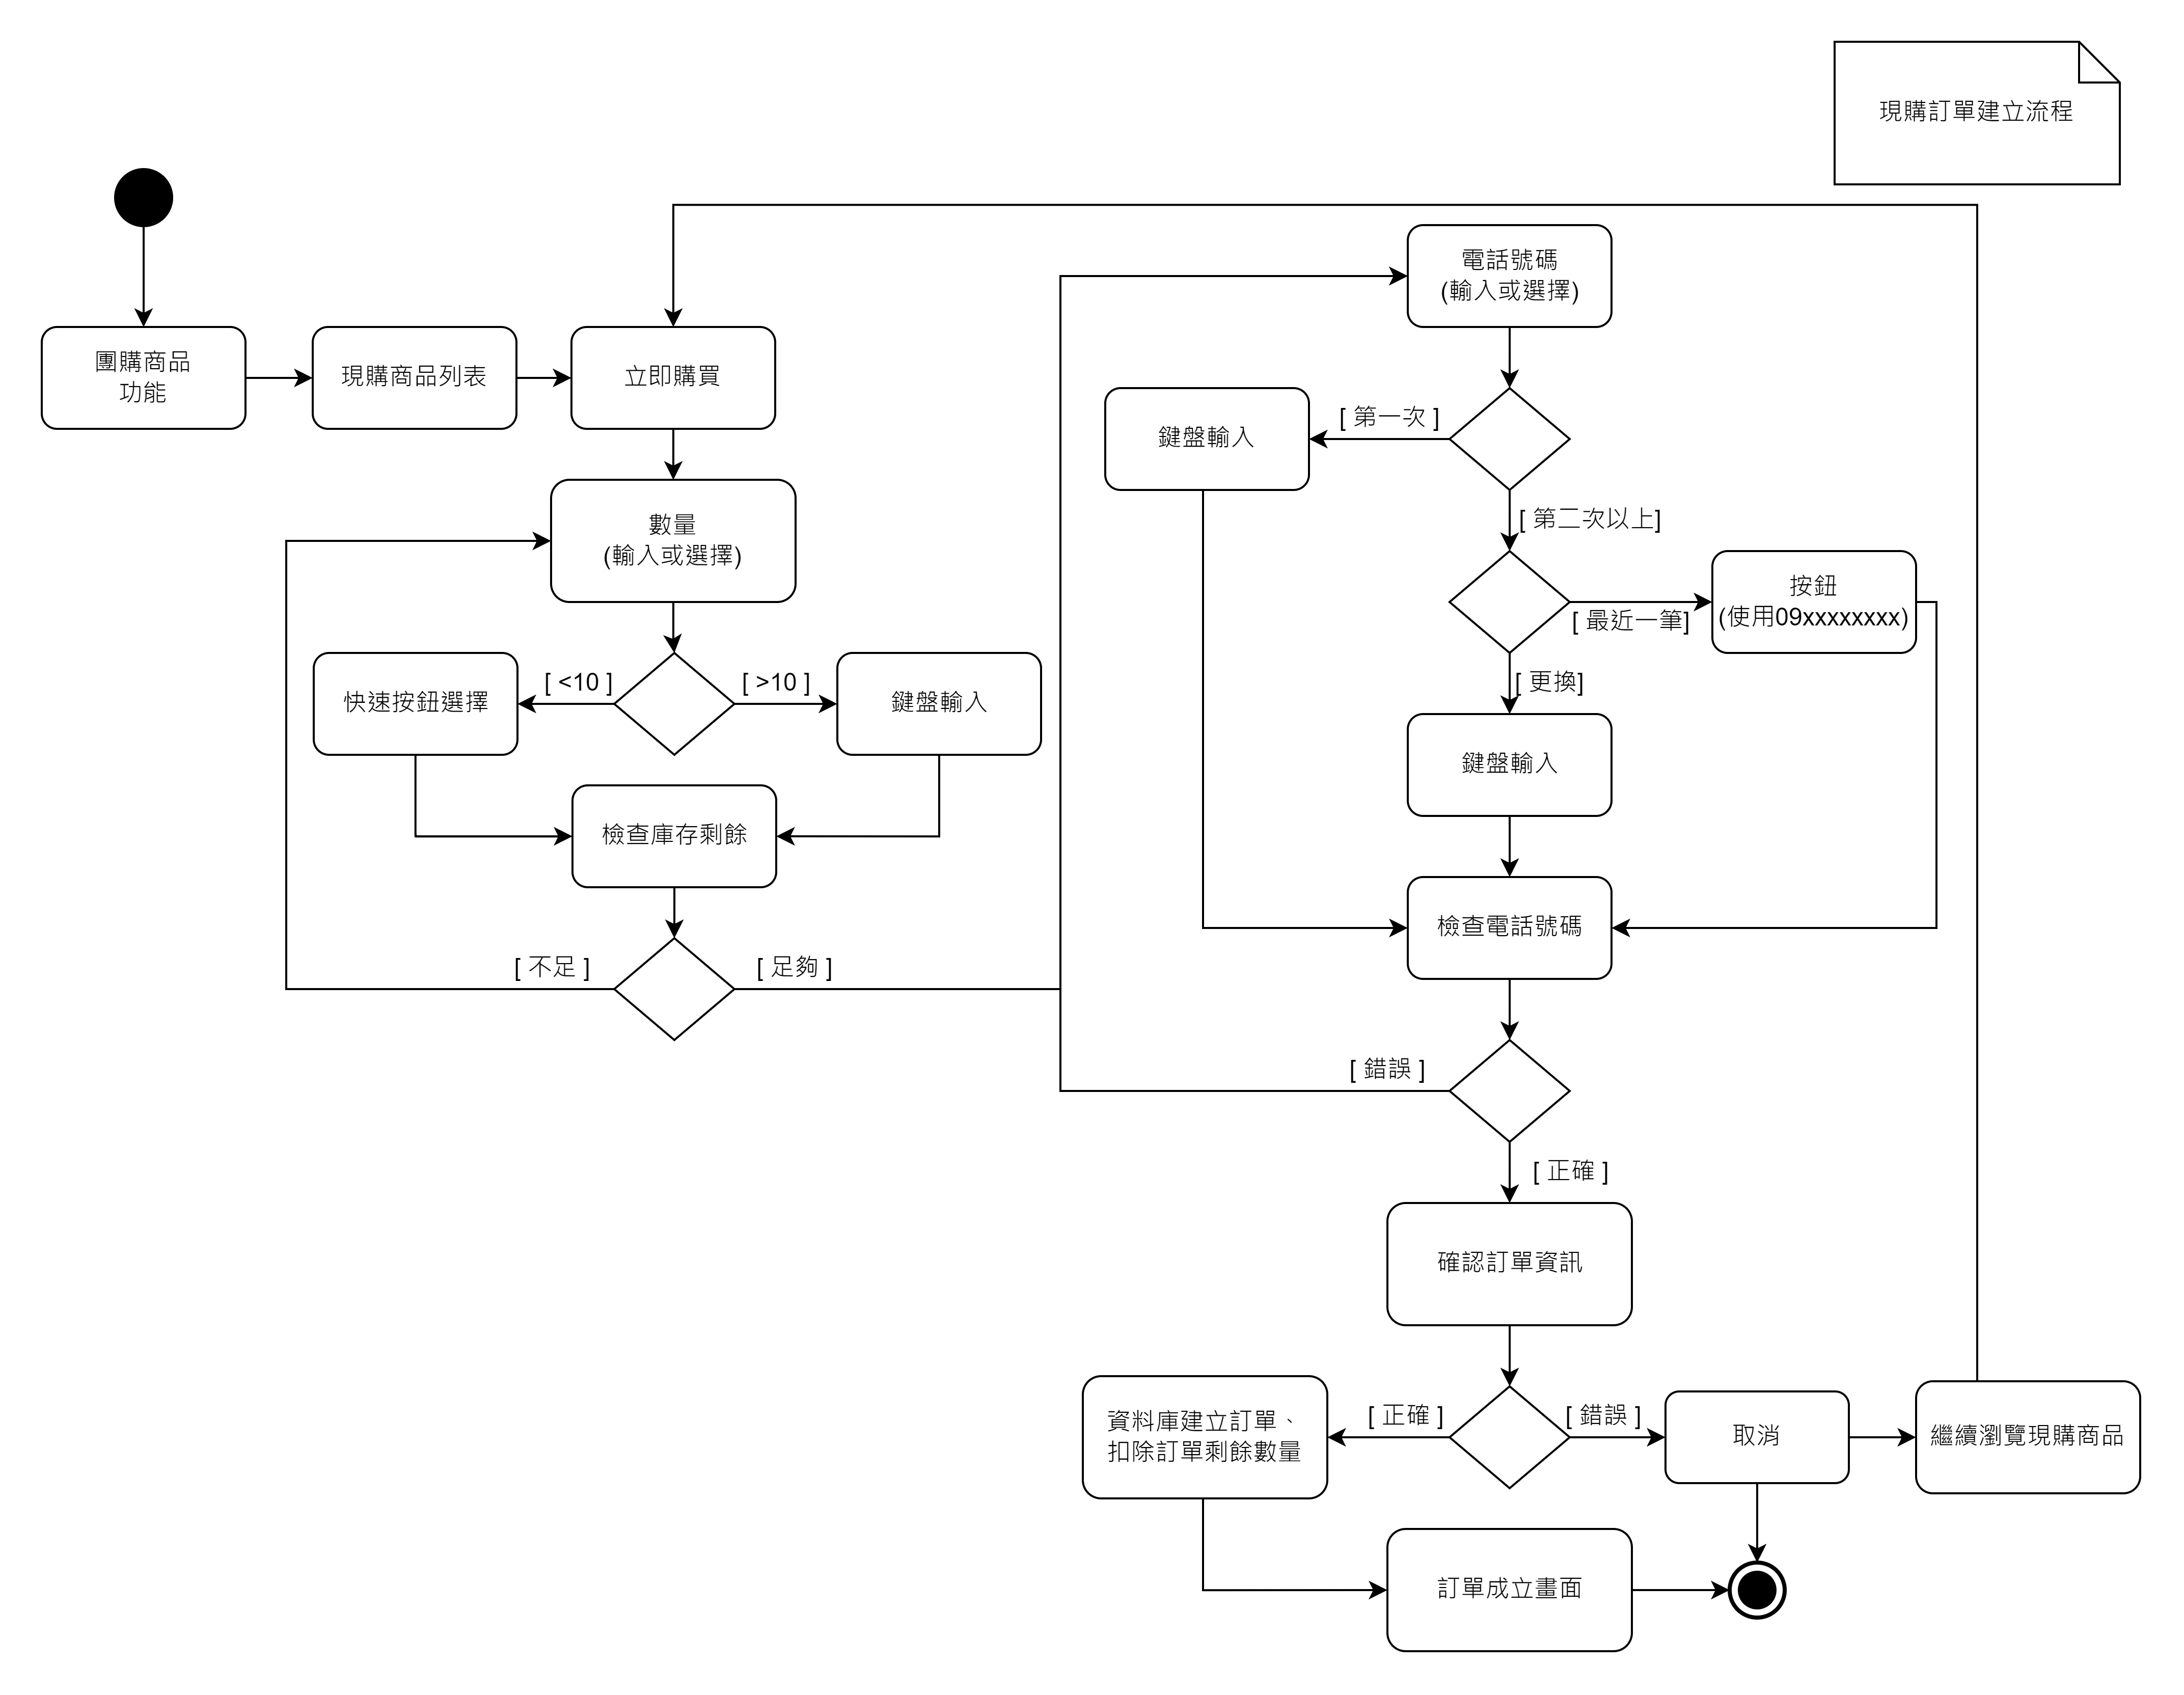 現購訂單建立流程
團購商品
功能
現購商品列表
立即購買
數量
(輸入或選擇)
[ <10 ]
[ >10 ]
快速按鈕選擇
鍵盤輸入
檢查庫存剩餘
[ 不足 ]
[ 足夠 ]
電話號碼
(輸入或選擇)
[ 第一次 ]
鍵盤輸入
[ 第二次以上]
按鈕
(使用09xxxxxxxx)
[ 最近一筆]
[ 更換]
鍵盤輸入
檢查電話號碼
[ 錯誤 ]
[ 正確 ]
確認訂單資訊
[ 正確 ]
[ 錯誤 ]
資料庫建立訂單、
扣除訂單剩餘數量
取消
繼續瀏覽現購商品
訂單成立畫面